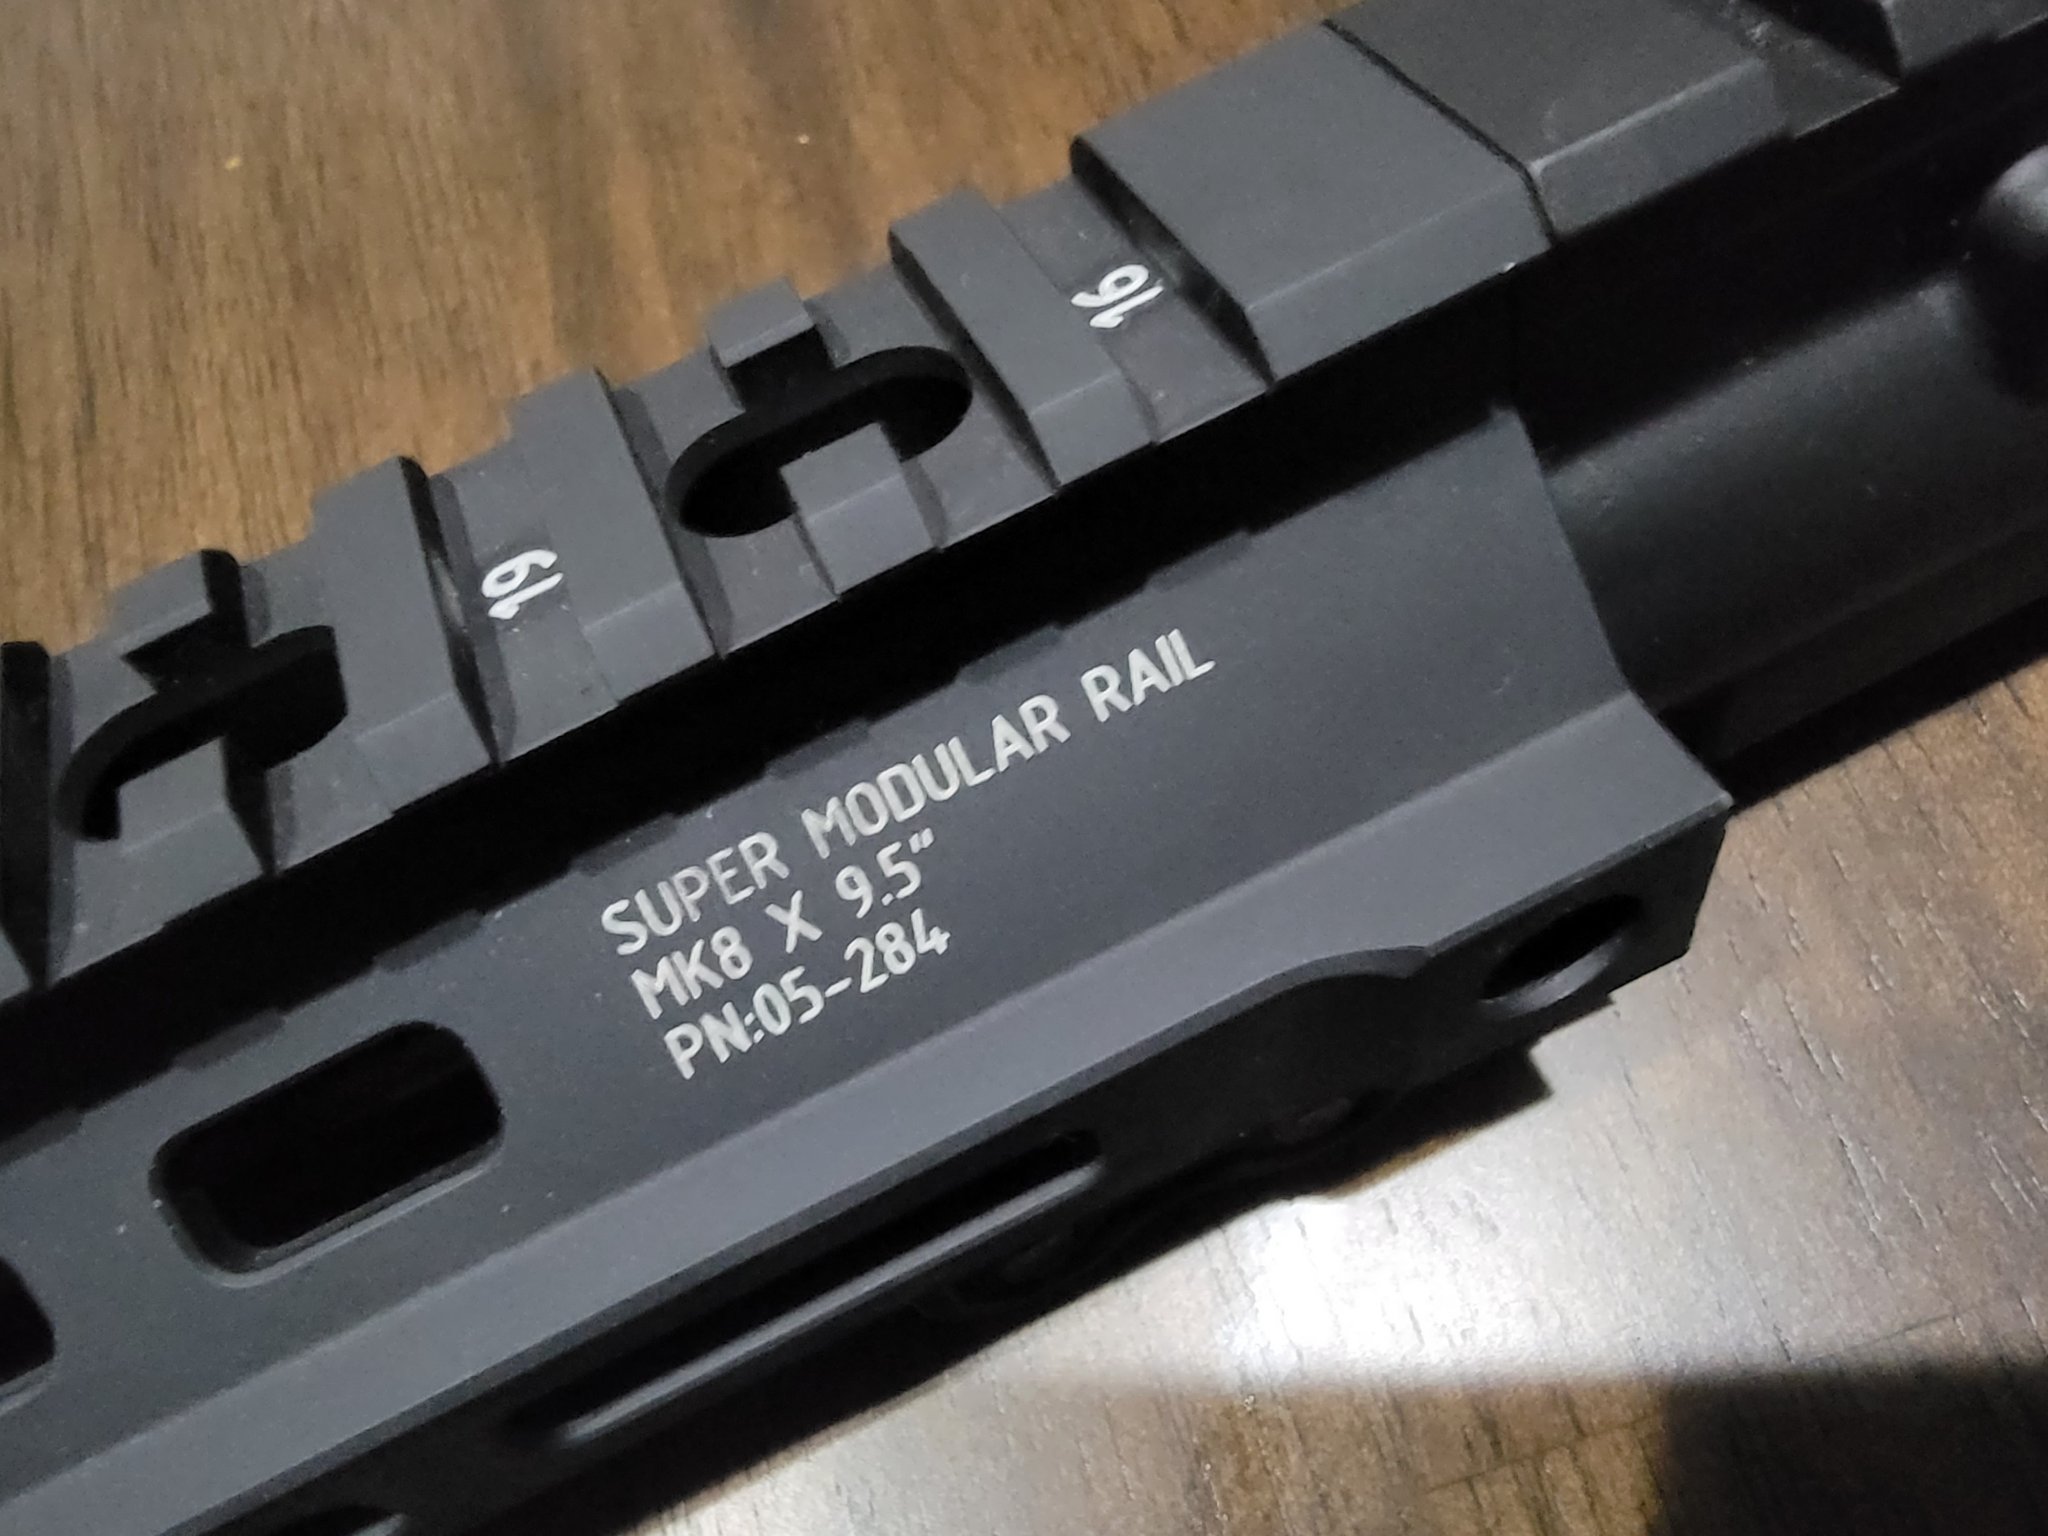 16
19
SUPER MODULAR RAIL
MK8 X 9.5"
PN:05-284